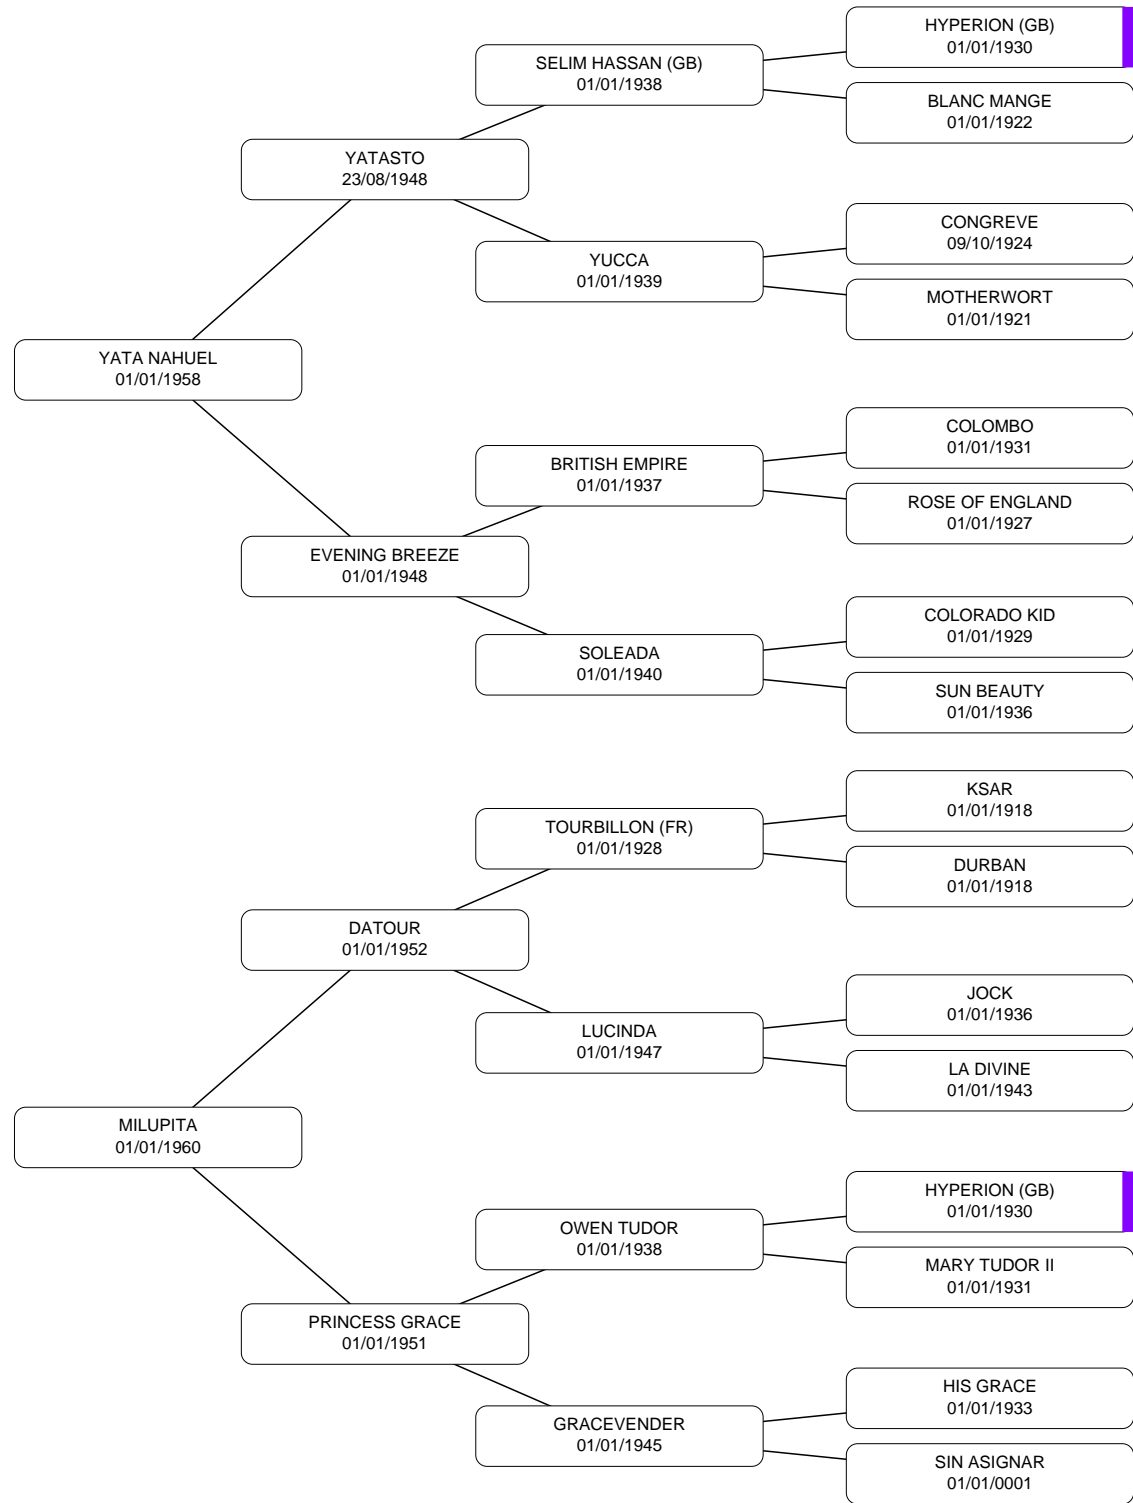 HYPERION (GB)
01/01/1930
SELIM HASSAN (GB)
01/01/1938
BLANC MANGE
01/01/1922
YATASTO
23/08/1948
CONGREVE
09/10/1924
YUCCA
01/01/1939
MOTHERWORT
01/01/1921
YATA NAHUEL
01/01/1958
COLOMBO
01/01/1931
BRITISH EMPIRE
01/01/1937
ROSE OF ENGLAND
01/01/1927
EVENING BREEZE
01/01/1948
COLORADO KID
01/01/1929
SOLEADA
01/01/1940
SUN BEAUTY
01/01/1936
KSAR
01/01/1918
TOURBILLON (FR)
01/01/1928
DURBAN
01/01/1918
DATOUR
01/01/1952
JOCK
01/01/1936
LUCINDA
01/01/1947
LA DIVINE
01/01/1943
MILUPITA
01/01/1960
HYPERION (GB)
01/01/1930
OWEN TUDOR
01/01/1938
MARY TUDOR II
01/01/1931
PRINCESS GRACE
01/01/1951
HIS GRACE
01/01/1933
GRACEVENDER
01/01/1945
SIN ASIGNAR
01/01/0001